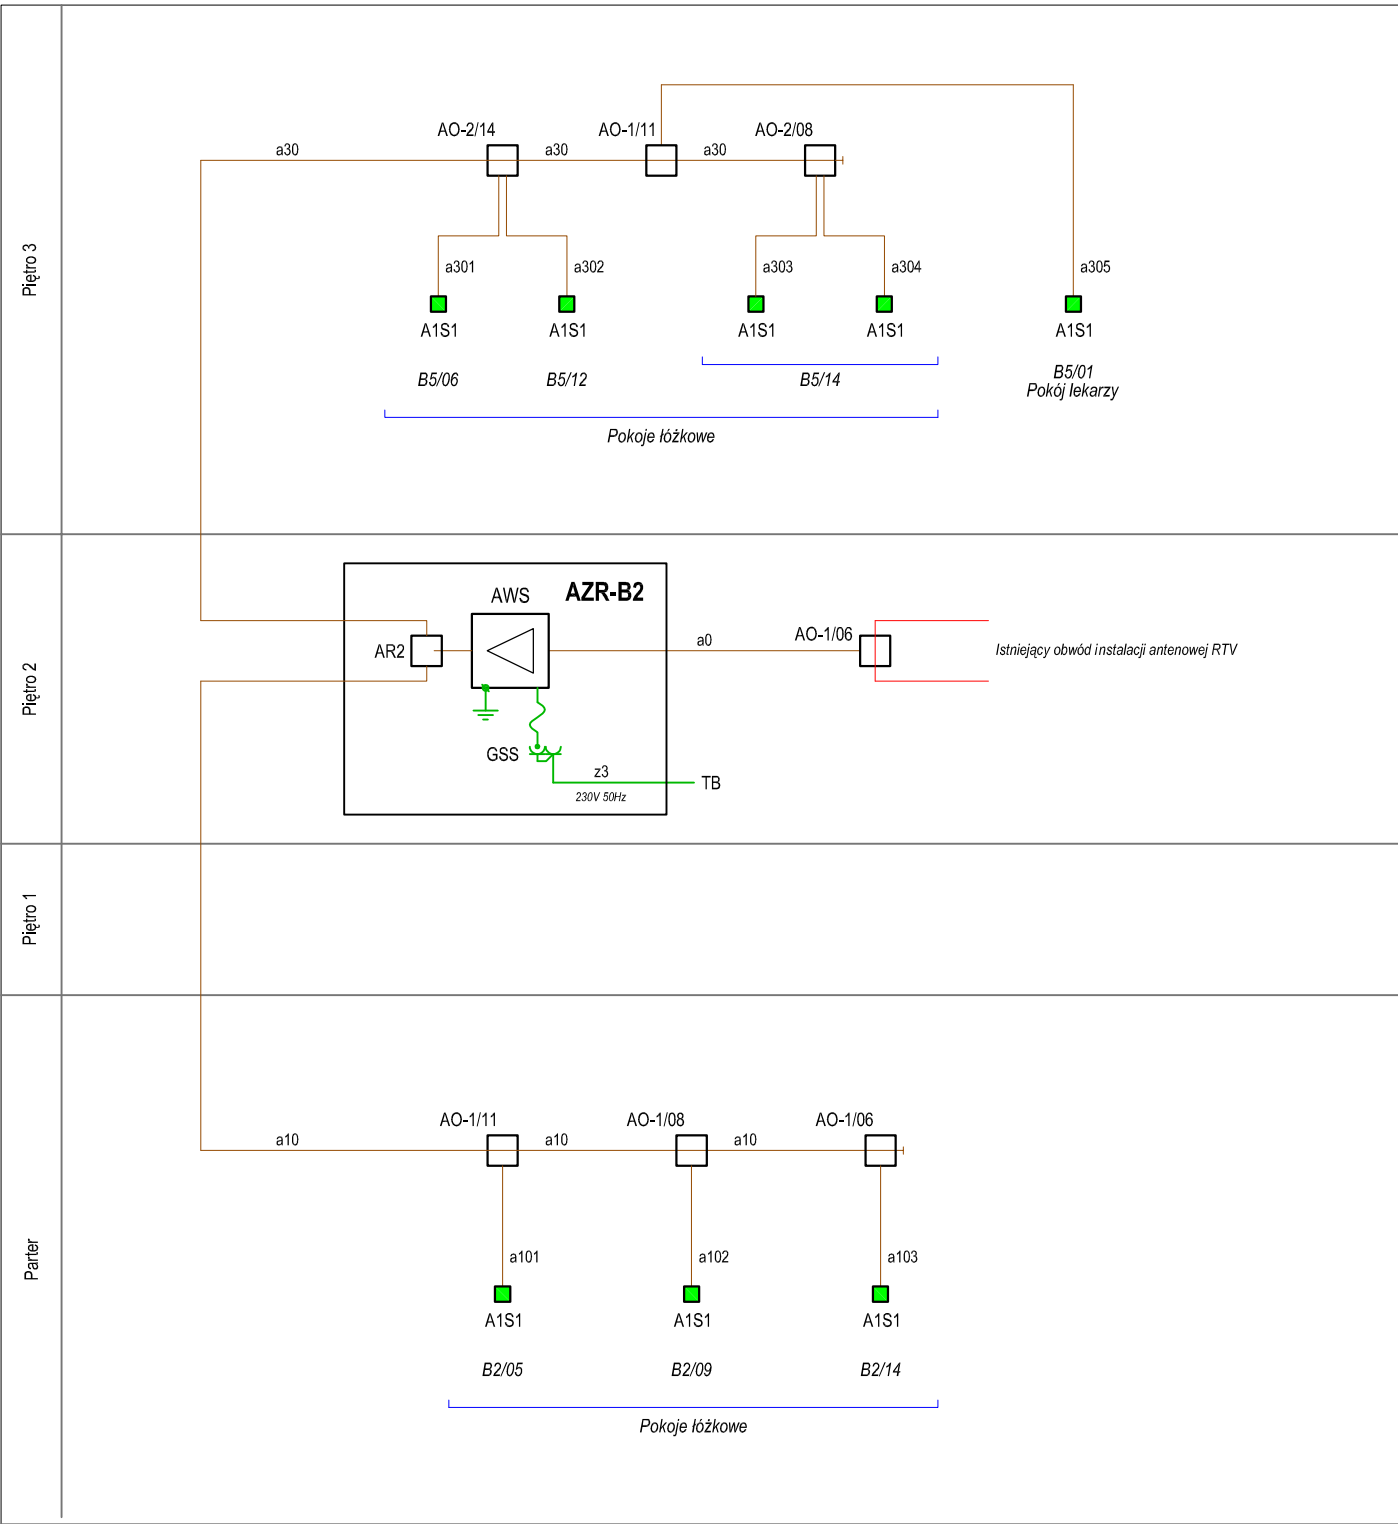 Piętro 3
AO-2/14
AO-1/11
AO-2/08
a30
a30
a30
a301
a302
a303
a304
a305
A1S1
A1S1
A1S1
A1S1
A1S1
B5/06
B5/12
B5/14
B5/01
Pokój lekarzy
Pokoje łóżkowe
Piętro 2
AWS
AZR-B2
AR2
a0
AO-1/06
Istniejący obwód instalacji antenowej RTV
GSS
z3
230V 50Hz
TB
Piętro 1
Parter
AO-1/11
AO-1/08
AO-1/06
a10
a10
a10
a101
a102
a103
A1S1
A1S1
A1S1
B2/05
B2/09
B2/14
Pokoje łóżkowe